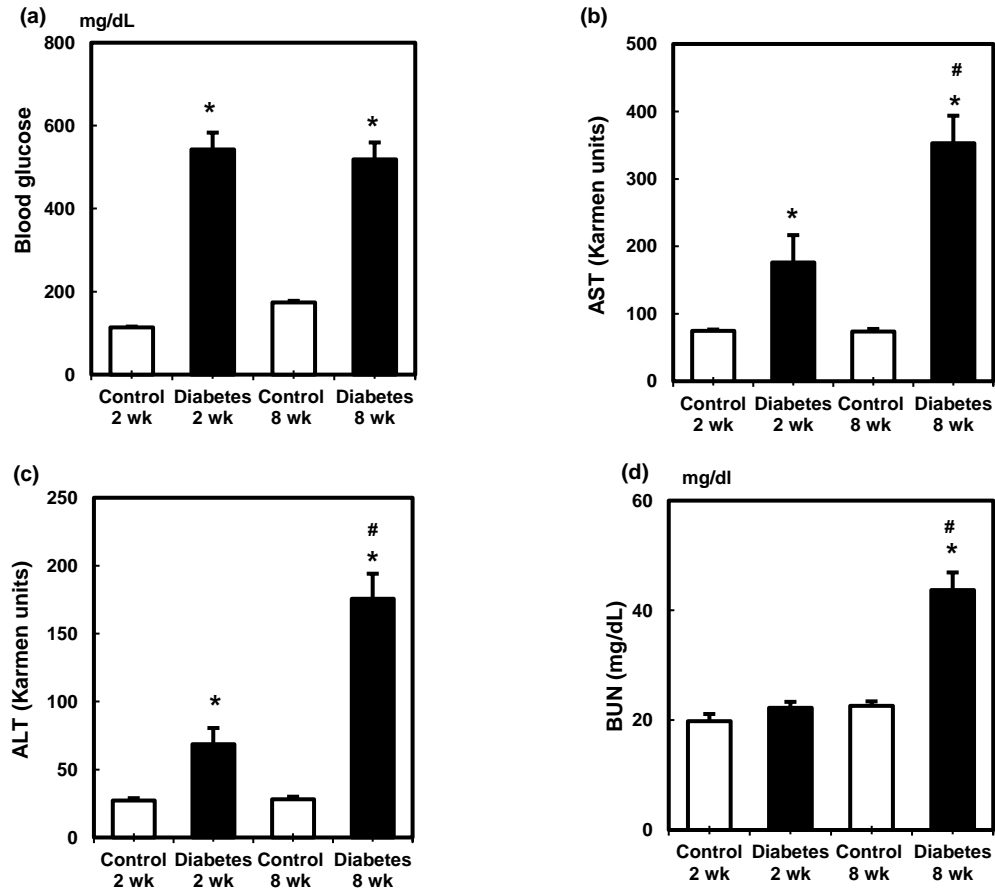 (a)
mg/dL
800
600
400
200
0
Blood glucose
*
*
Control Diabetes Control Diabetes
2 wk 2 wk 8 wk 8 wk
(b)
500
400
300
200
100
0
AST (Karmen units)
*
#
*
Control Diabetes Control Diabetes
2 wk 2 wk 8 wk 8 wk
(c)
250
200
150
100
50
0
ALT (Karmen units)
*
#
*
Control Diabetes Control Diabetes
2 wk 2 wk 8 wk 8 wk
(d)
mg/dl
60
40
20
0
BUN (mg/dL)
#
*
Control Diabetes Control Diabetes
2 wk 2 wk 8 wk 8 wk